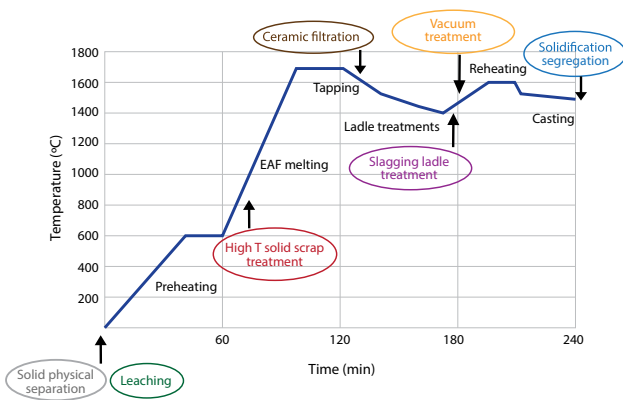 Ceramic filtration
Vacuum
treatment
Solidification
segregation
Reheating
Tapping
Casting
Ladle treatments
Slagging ladle
treatment
EAF melting
High T solid scrap
treatment
Preheating
Temperature (ºC)
1800
1600
1400
1200
1000
800
600
400
200
60
120
180
240
Time (min)
Solid physical
separation
Leaching